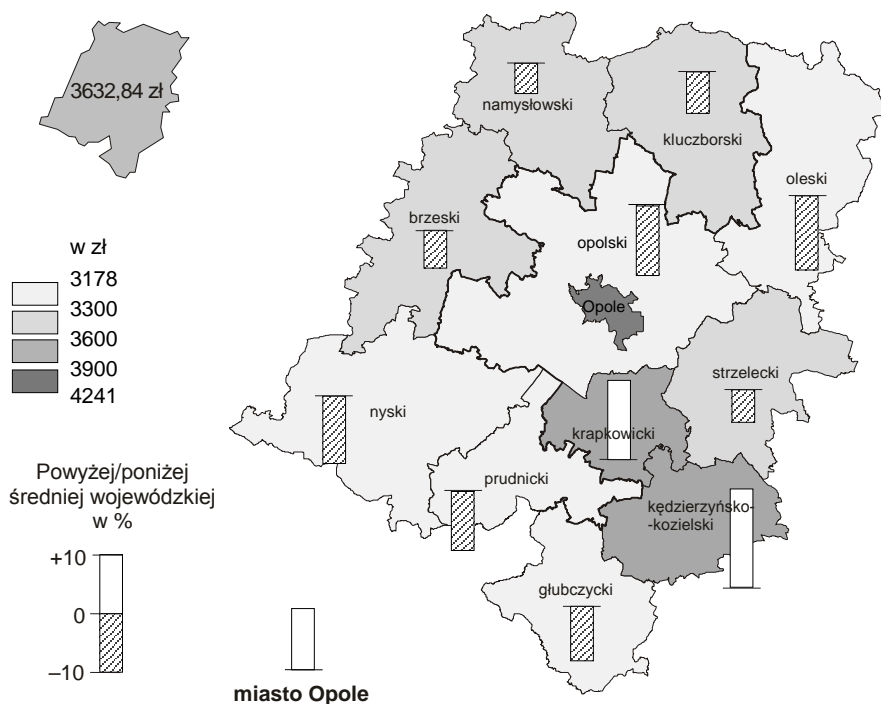 3632,84 zł
namysłowski
kluczborski
oleski
brzeski
opolski
Opole
w zł
3178
3300
3600
3900
4241
strzelecki
nyski
krapkowicki
prudnicki
kędzierzyńsko-
-kozielski
głubczycki
Powyżej/poniżej
średniej wojewódzkiej
w %
+10
0
–10
miasto Opole